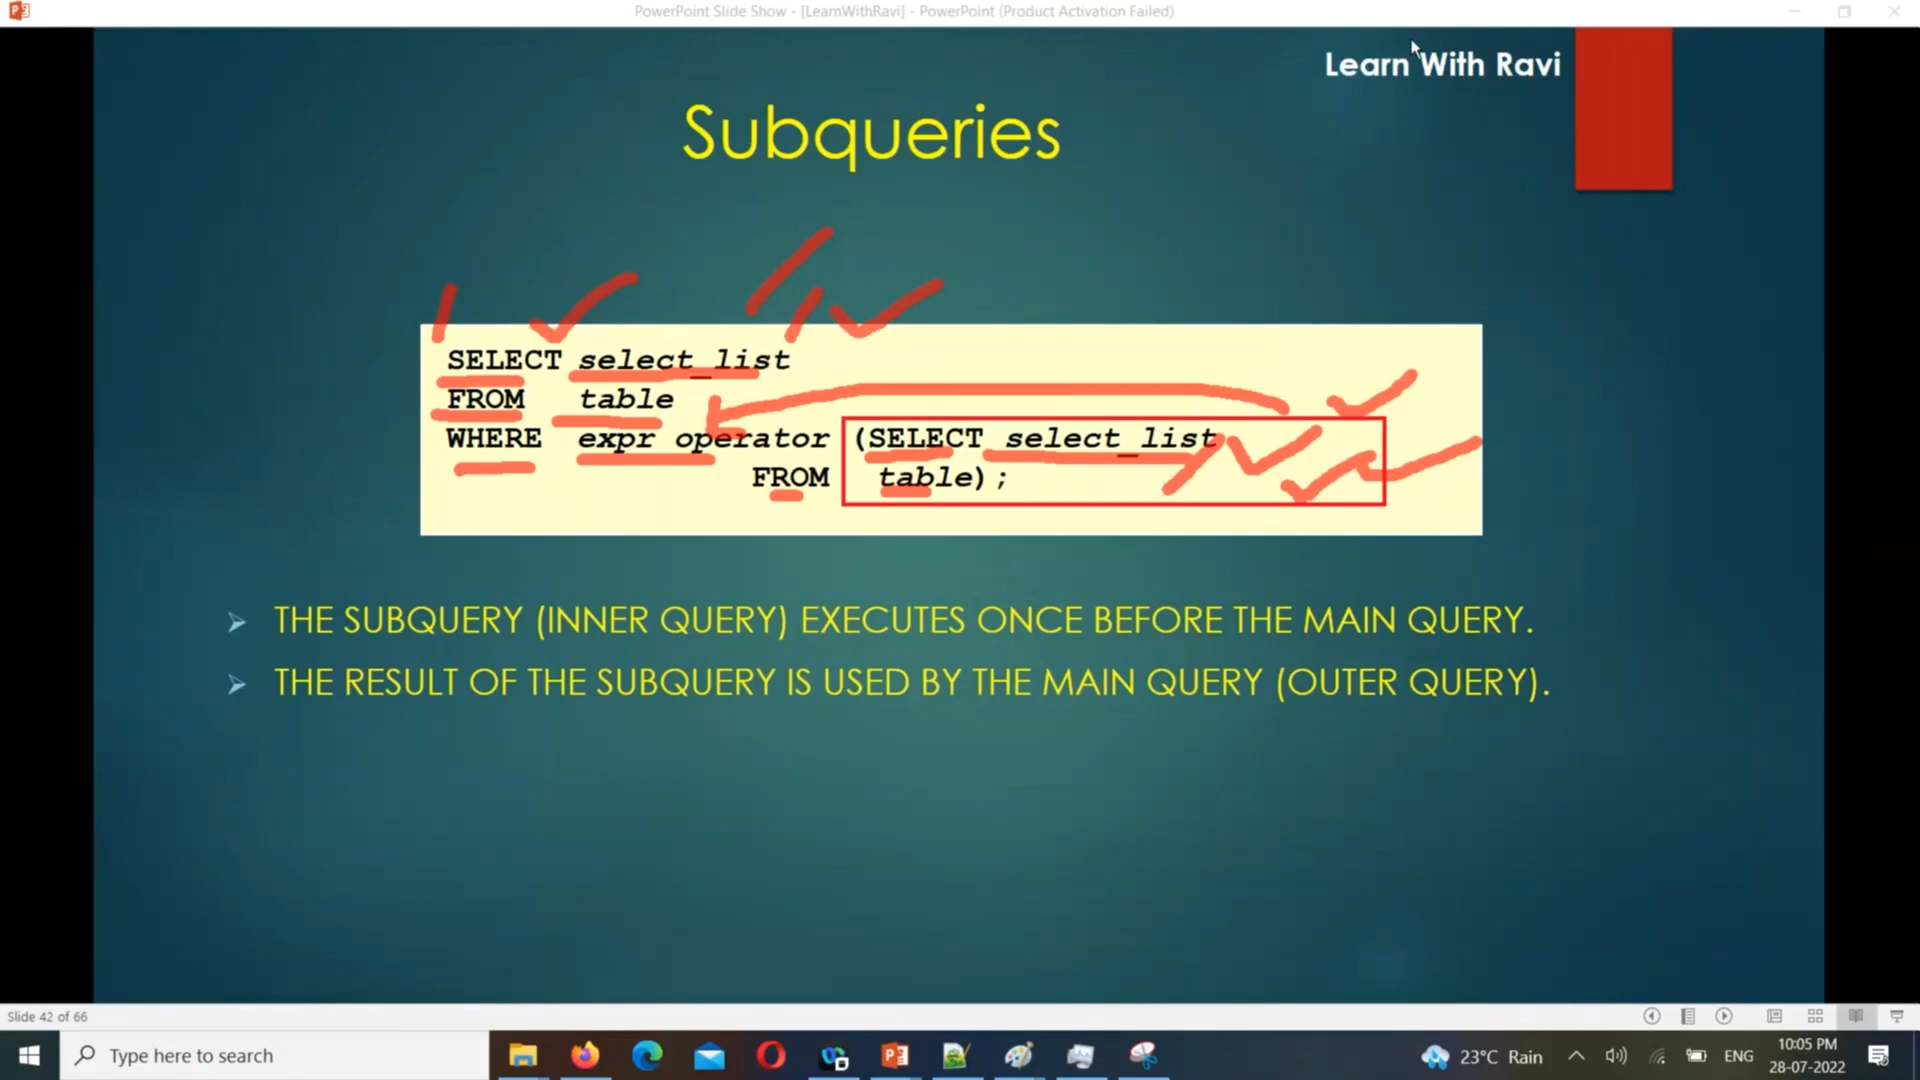 PowerPoint Slide Show - [LearnWithRavi] - PowerPoint (Product Activation Failed)
Learn With Ravi
Subqueries
SELECT select_list
FROM table
WHERE expr operator (SELECT select_list
FROM table);
THE SUBQUERY (INNER QUERY) EXECUTES ONCE BEFORE THE MAIN QUERY.
THE RESULT OF THE SUBQUERY IS USED BY THE MAIN QUERY (OUTER QUERY).
Slide 42 of 66
Type here to search
23°C Rain
ENG
10:05 PM
28-07-2022